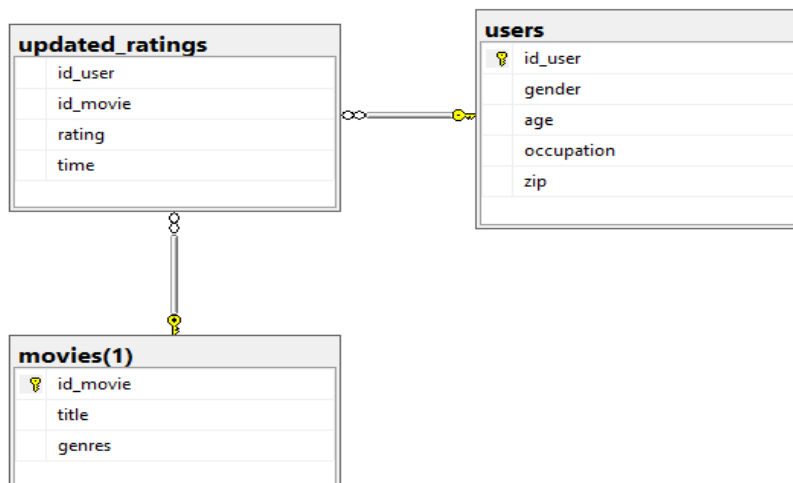 updated_ratings
id_user
id_movie
rating
time
users
id_user
gender
age
occupation
zip
movies(1)
id_movie
title
genres